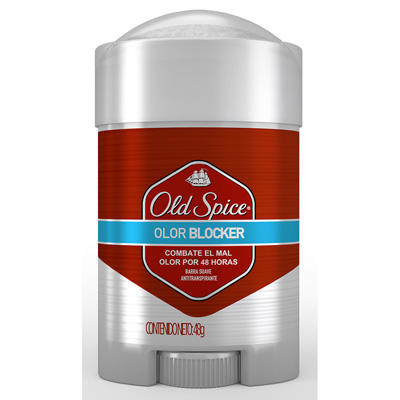 Old Spice®
OLOR BLOCKER
COMBATE EL MAL
OLOR POR 48 HORAS
BARRA SUAVE
ANTITRANSPIRANTE
CONTENIDO NETO: 48g